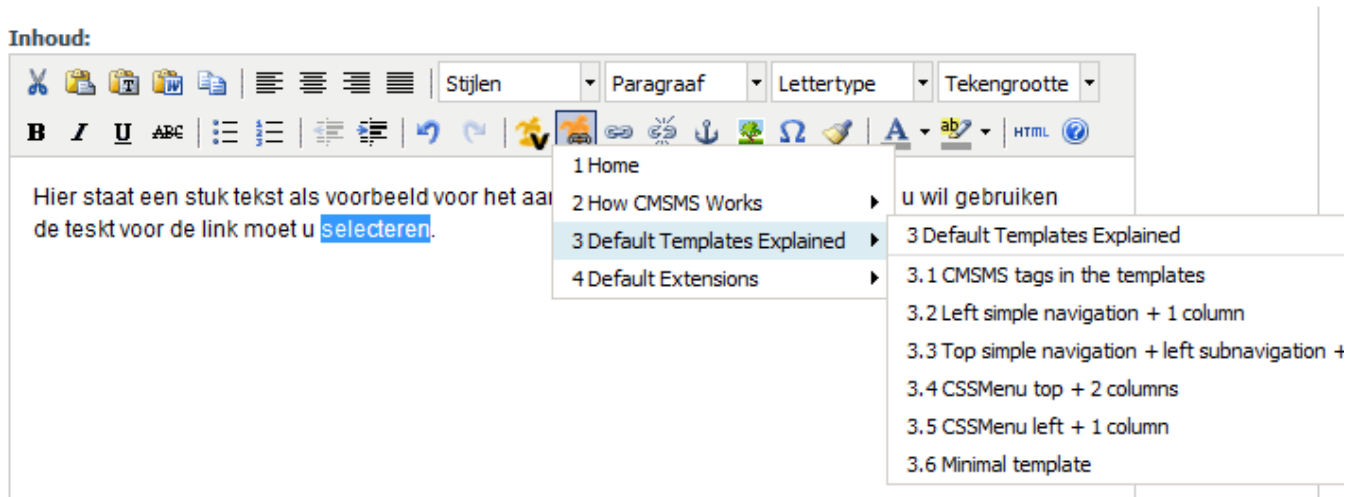 Inhoud:
Stijlen Paragraaf Lettertype Tekengrootte
B I U ABC A ab HTML ?
1 Home
Hier staat een stuk tekst als voorbeeld voor het aan u wil gebruiken
2 How CMSMS Works
de teskt voor de link moet u selecteren.
3 Default Templates Explained
3 Default Templates Explained
4 Default Extensions
3.1 CMSMS tags in the templates
3.2 Left simple navigation + 1 column
3.3 Top simple navigation + left subnavigation +
3.4 CSSMenu top + 2 columns
3.5 CSSMenu left + 1 column
3.6 Minimal template